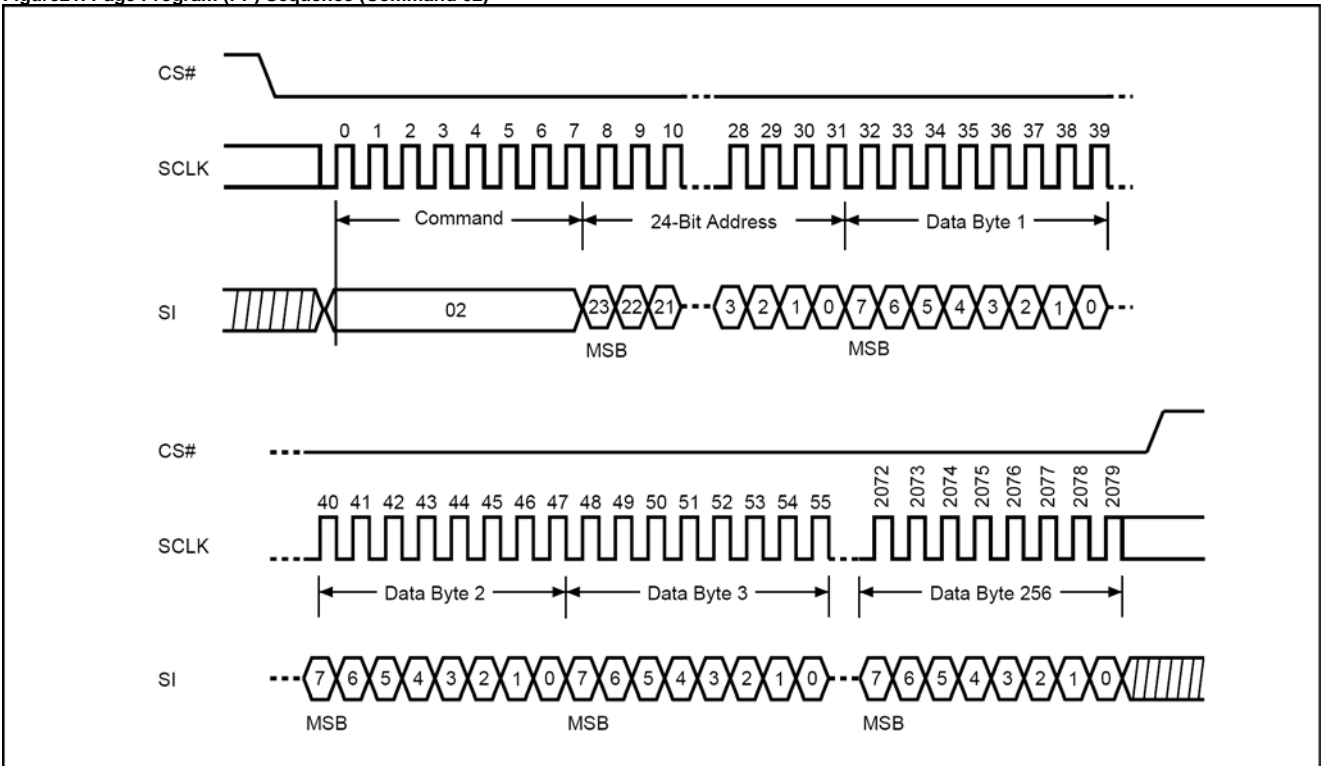 CS#
0 1 2 3 4 5 6 7 8 9 10 28 29 30 31 32 33 34 35 36 37 38 39
SCLK
Command 24-Bit Address Data Byte 1
SI 02 23 22 21 3 2 1 0 7 6 5 4 3 2 1 0
MSB MSB
CS#
40 41 42 43 44 45 46 47 48 49 50 51 52 53 54 55 2072 2073 2074 2075 2076 2077 2078 2079
SCLK
Data Byte 2 Data Byte 3 Data Byte 256
SI 7 6 5 4 3 2 1 0 7 6 5 4 3 2 1 0 7 6 5 4 3 2 1 0
MSB MSB MSB